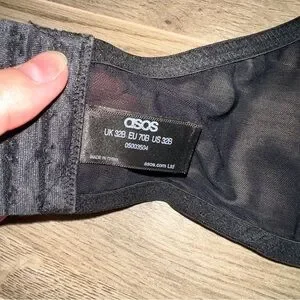 asos
UK 32B EU 70B US 32B
05003504
MADE IN CHINA
asos.com Ltd